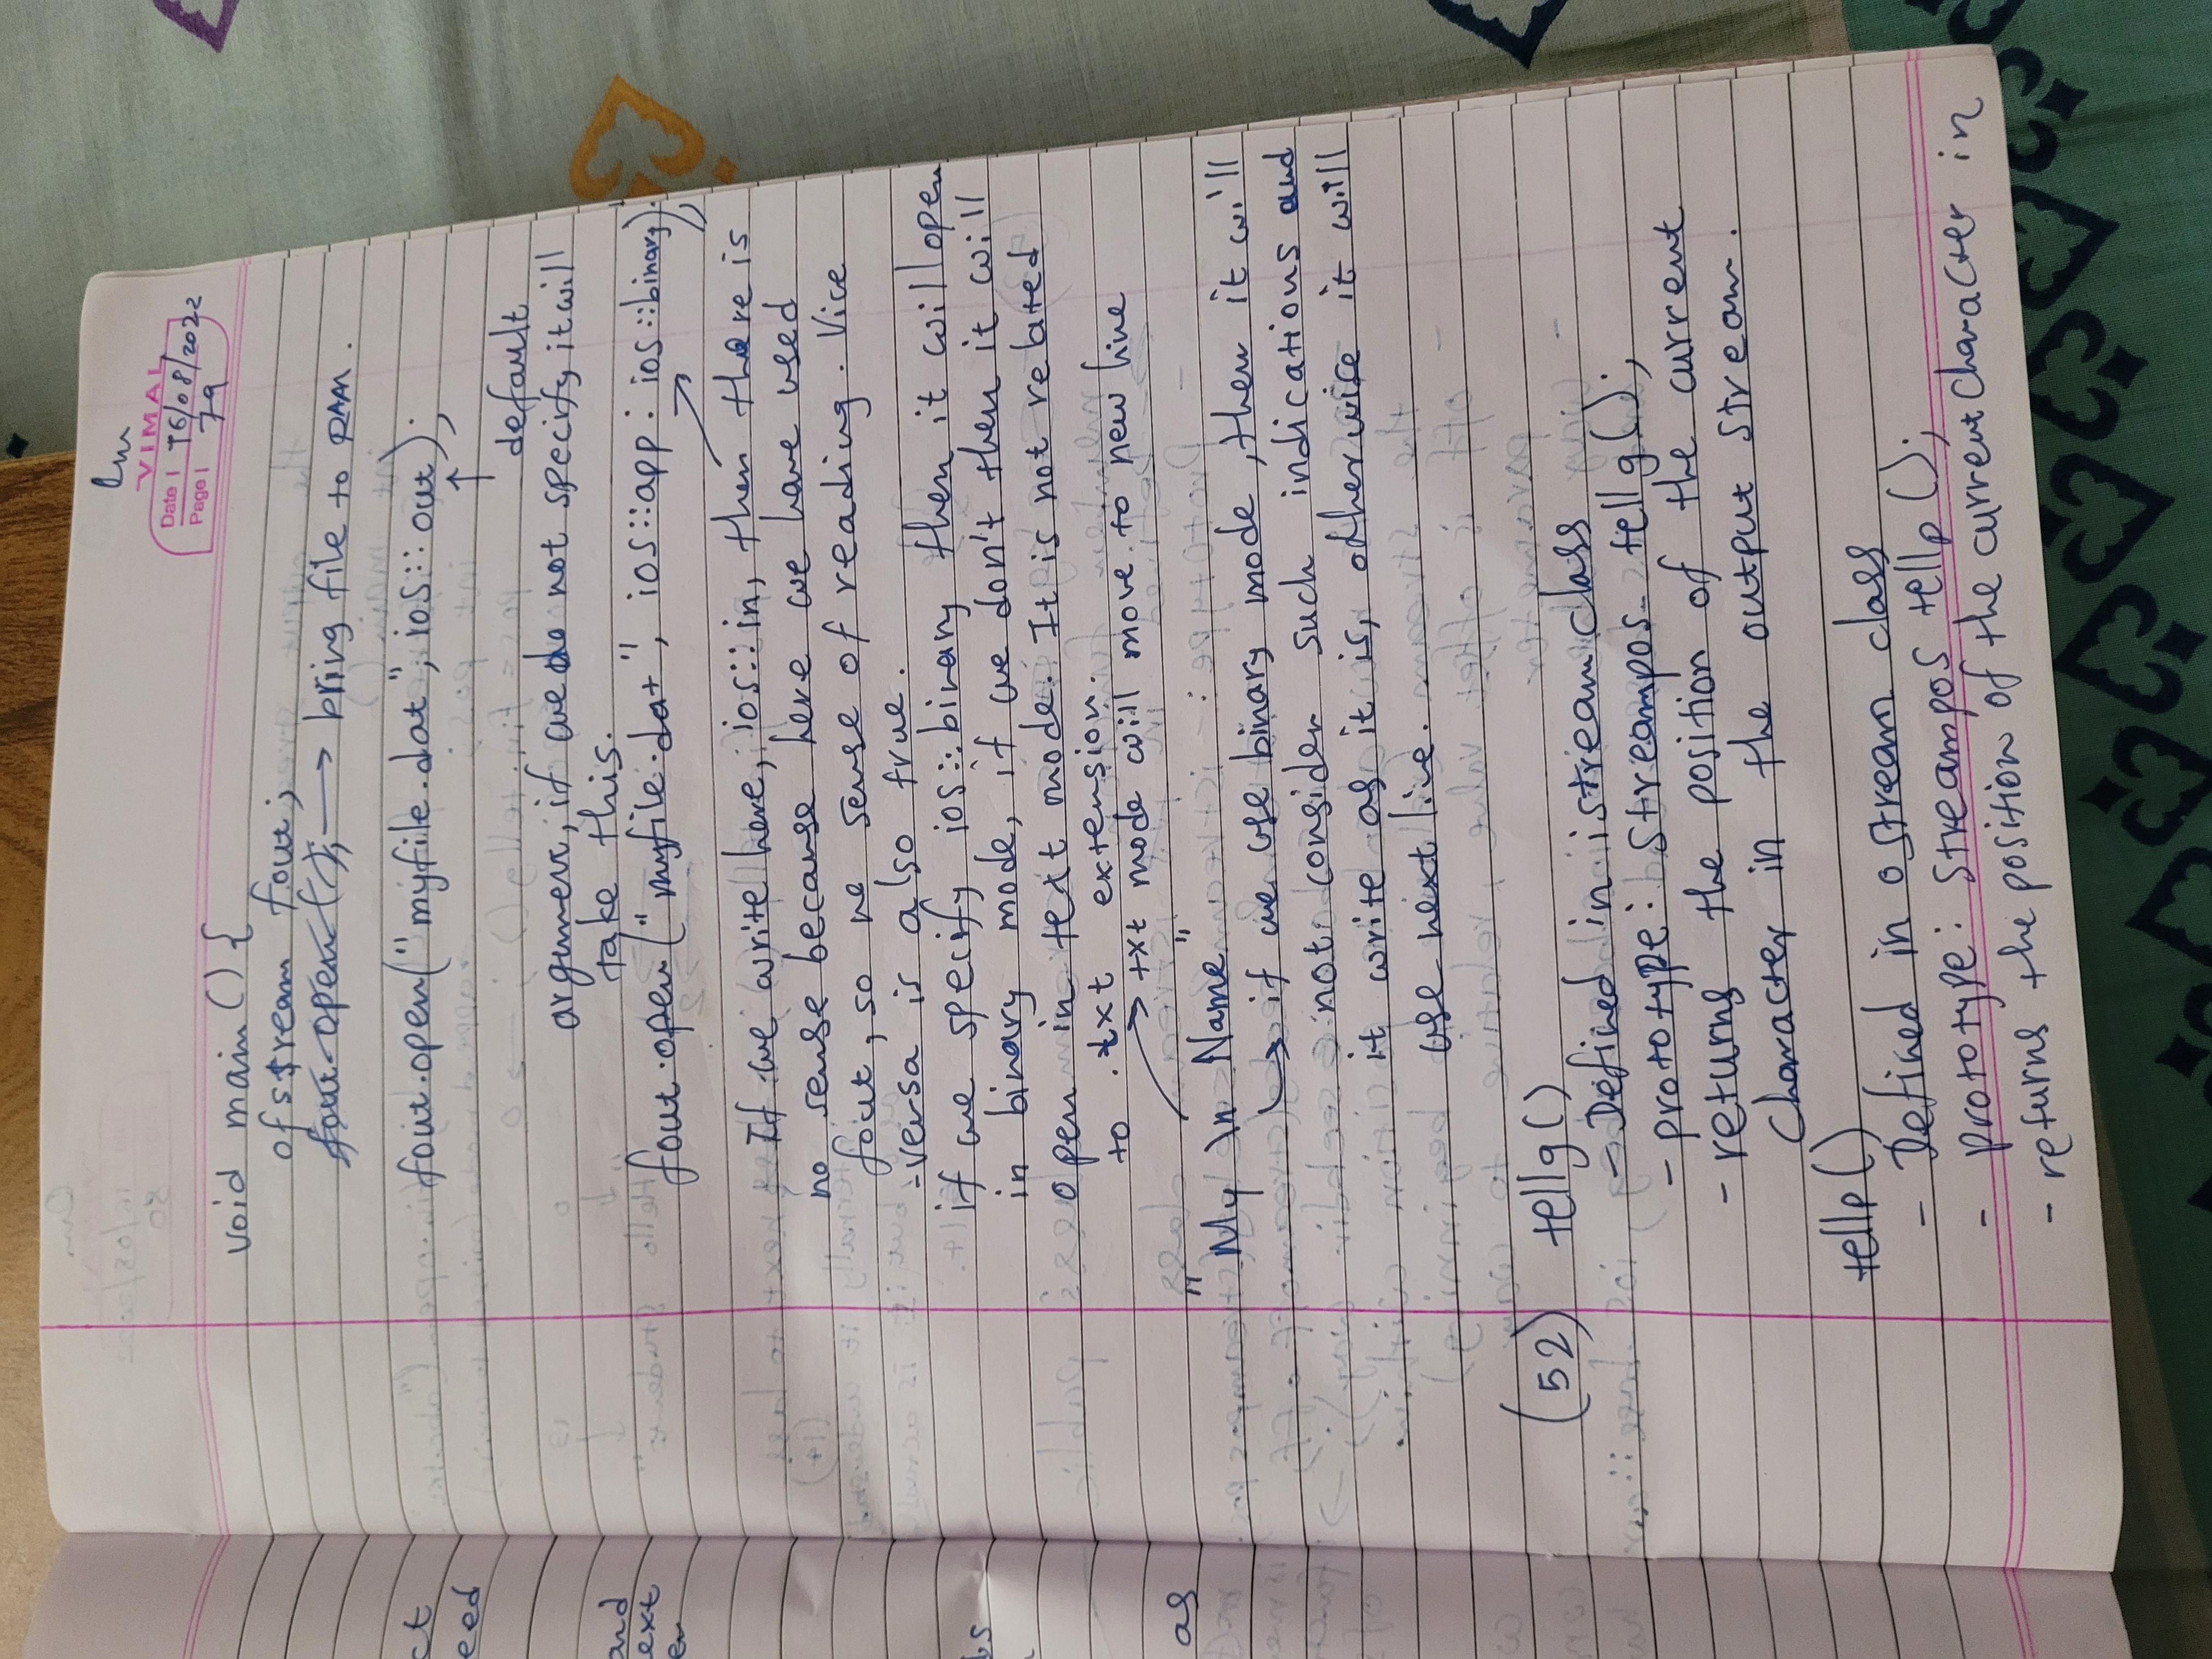 Om
VIMAL
Date | 16/08/2022
Page | 79
void main() {
ofstream fout;
fout.open(); → bring file to RAM.
fout.open("myfile.dat", ios::out);
↑
default
argument, if we do not specify it will
take this.
fout.open("myfile.dat", ios::app : ios::binary);
If we write here, ios::in, then there is
no sense because here we have used
fout, so no sense of reading. Vice
-versa is also true.
if we specify ios::binary then it will open
in binary mode, if we don't then it will
open in text mode. It is not related
to .txt extension.
→ txt mode will move to new line
"My \n Name"
↳ if we use binary mode, then it will
not consider such indications and
it write as it is, otherwise it will
use next line.
(52) tellg()
- Defined in istream class
- prototype: streampos tellg();
- returns the position of the current
character in the output stream.
tellp()
- Defined in ostream class
- prototype: streampos tellp();
- returns the position of the current character in
ct
eed
and
ext
as